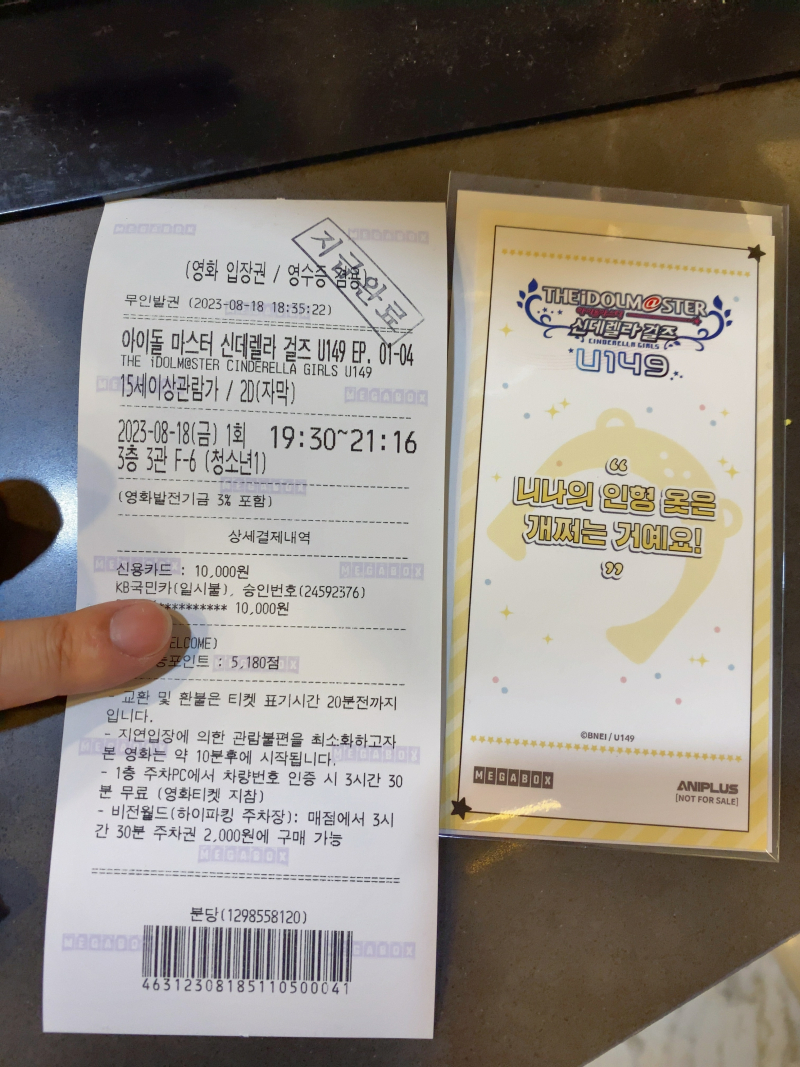 MEGABOX
MEGABOX
지급완료
(영화 입장권 / 영수증 겸용)
무인발권 (2023-08-18 18:35:22)
아이돌 마스터 신데렐라 걸즈 U149 EP. 01-04
THE iDOLM@STER CINDERELLA GIRLS U149
15세이상관람가 / 2D(자막)
2023-08-18(금) 1회 19:30~21:16
3층 3관 F-6 (청소년1)
(영화발전기금 3% 포함)
상세결제내역
신용카드 : 10,000원
KB국민카(일시불), 승인번호(24592376)
*********** 10,000원
ELCOME)
포인트 : 5,180점
- 교환 및 환불은 티켓 표기시간 20분전까지
입니다.
- 지연입장에 의한 관람불편을 최소화하고자
본 영화는 약 10분후에 시작됩니다.
- 1층 주차PC에서 차량번호 인증 시 3시간 30
분 무료 (영화티켓 지참)
- 비전월드(하이파킹 주차장): 매점에서 3시
간 30분 주차권 2,000원에 구매 가능
MEGABOX
분당(1298558120)
MEGABOX
MEGABOX
4631230818511050004​1
THE iDOLM@STER
아이돌마스터
신데렐라 걸즈
CINDERELLA GIRLS
U149
“
니나의 인형 옷은
개쩌는 거예요!
”
©BNEI / U149
MEGABOX
ANIPLUS
[NOT FOR SALE]